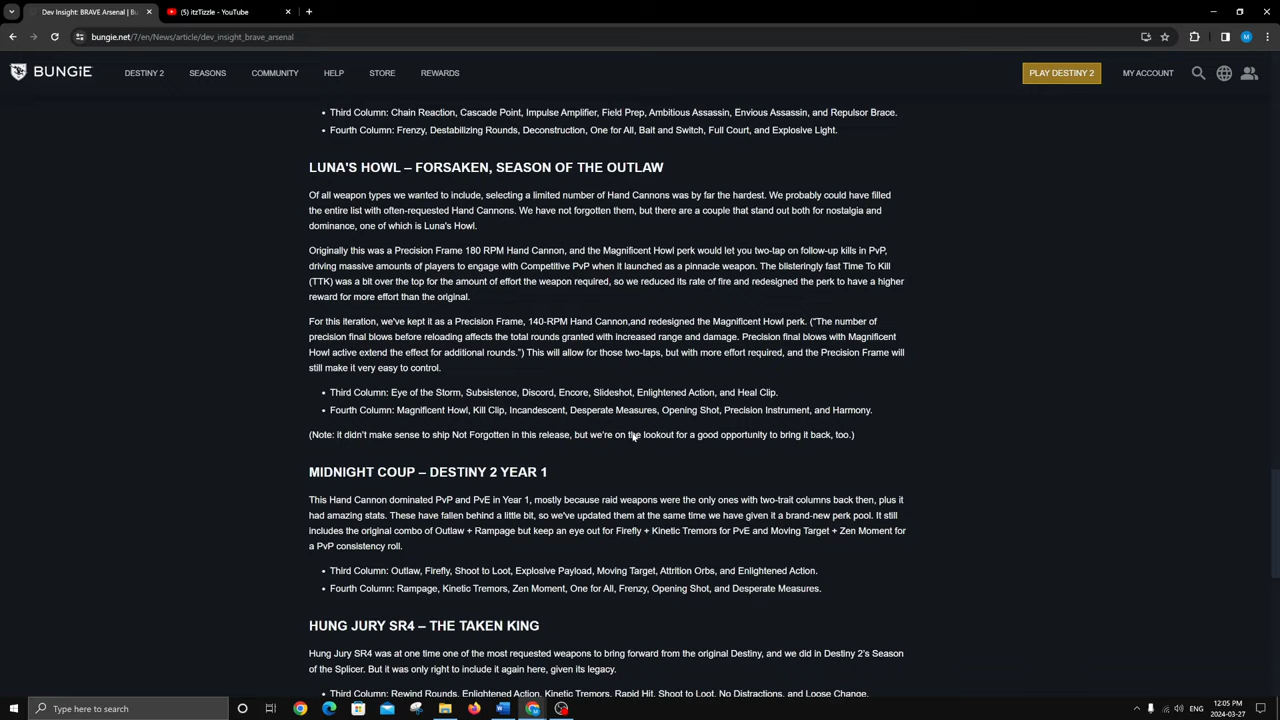 Dev Insight: BRAVE Arsenal | Bu
(5) itzTizzle - YouTube
bungie.net/7/en/News/article/dev_insight_brave_arsenal
BUNGIE
DESTINY 2
SEASONS
COMMUNITY
HELP
STORE
REWARDS
PLAY DESTINY 2
MY ACCOUNT
• Third Column: Chain Reaction, Cascade Point, Impulse Amplifier, Field Prep, Ambitious Assassin, Envious Assassin, and Repulsor Brace.
• Fourth Column: Frenzy, Destabilizing Rounds, Deconstruction, One for All, Bait and Switch, Full Court, and Explosive Light.
LUNA'S HOWL – FORSAKEN, SEASON OF THE OUTLAW
Of all weapon types we wanted to include, selecting a limited number of Hand Cannons was by far the hardest. We probably could have filled
the entire list with often-requested Hand Cannons. We have not forgotten them, but there are a couple that stand out both for nostalgia and
dominance, one of which is Luna's Howl.
Originally this was a Precision Frame 180 RPM Hand Cannon, and the Magnificent Howl perk would let you two-tap on follow-up kills in PvP,
driving massive amounts of players to engage with Competitive PvP when it launched as a pinnacle weapon. The blisteringly fast Time To Kill
(TTK) was a bit over the top for the amount of effort the weapon required, so we reduced its rate of fire and redesigned the perk to have a higher
reward for more effort than the original.
For this iteration, we've kept it as a Precision Frame, 140-RPM Hand Cannon,and redesigned the Magnificent Howl perk. ("The number of
precision final blows before reloading affects the total rounds granted with increased range and damage. Precision final blows with Magnificent
Howl active extend the effect for additional rounds.") This will allow for those two-taps, but with more effort required, and the Precision Frame will
still make it very easy to control.
• Third Column: Eye of the Storm, Subsistence, Discord, Encore, Slideshot, Enlightened Action, and Heal Clip.
• Fourth Column: Magnificent Howl, Kill Clip, Incandescent, Desperate Measures, Opening Shot, Precision Instrument, and Harmony.
(Note: it didn't make sense to ship Not Forgotten in this release, but we're on the lookout for a good opportunity to bring it back, too.)
MIDNIGHT COUP – DESTINY 2 YEAR 1
This Hand Cannon dominated PvP and PvE in Year 1, mostly because raid weapons were the only ones with two-trait columns back then, plus it
had amazing stats. These have fallen behind a little bit, so we've updated them at the same time we have given it a brand-new perk pool. It still
includes the original combo of Outlaw + Rampage but keep an eye out for Firefly + Kinetic Tremors for PvE and Moving Target + Zen Moment for
a PvP consistency roll.
• Third Column: Outlaw, Firefly, Shoot to Loot, Explosive Payload, Moving Target, Attrition Orbs, and Enlightened Action.
• Fourth Column: Rampage, Kinetic Tremors, Zen Moment, One for All, Frenzy, Opening Shot, and Desperate Measures.
HUNG JURY SR4 – THE TAKEN KING
Hung Jury SR4 was at one time one of the most requested weapons to bring forward from the original Destiny, and we did in Destiny 2's Season
of the Splicer. But it was only right to include it again here, given its legacy.
• Third Column: Rewind Rounds, Enlightened Action, Kinetic Tremors, Rapid Hit, Shoot to Loot, No Distractions, and Loose Change.
Type here to search
ENG
12:05 PM
2024-03-27